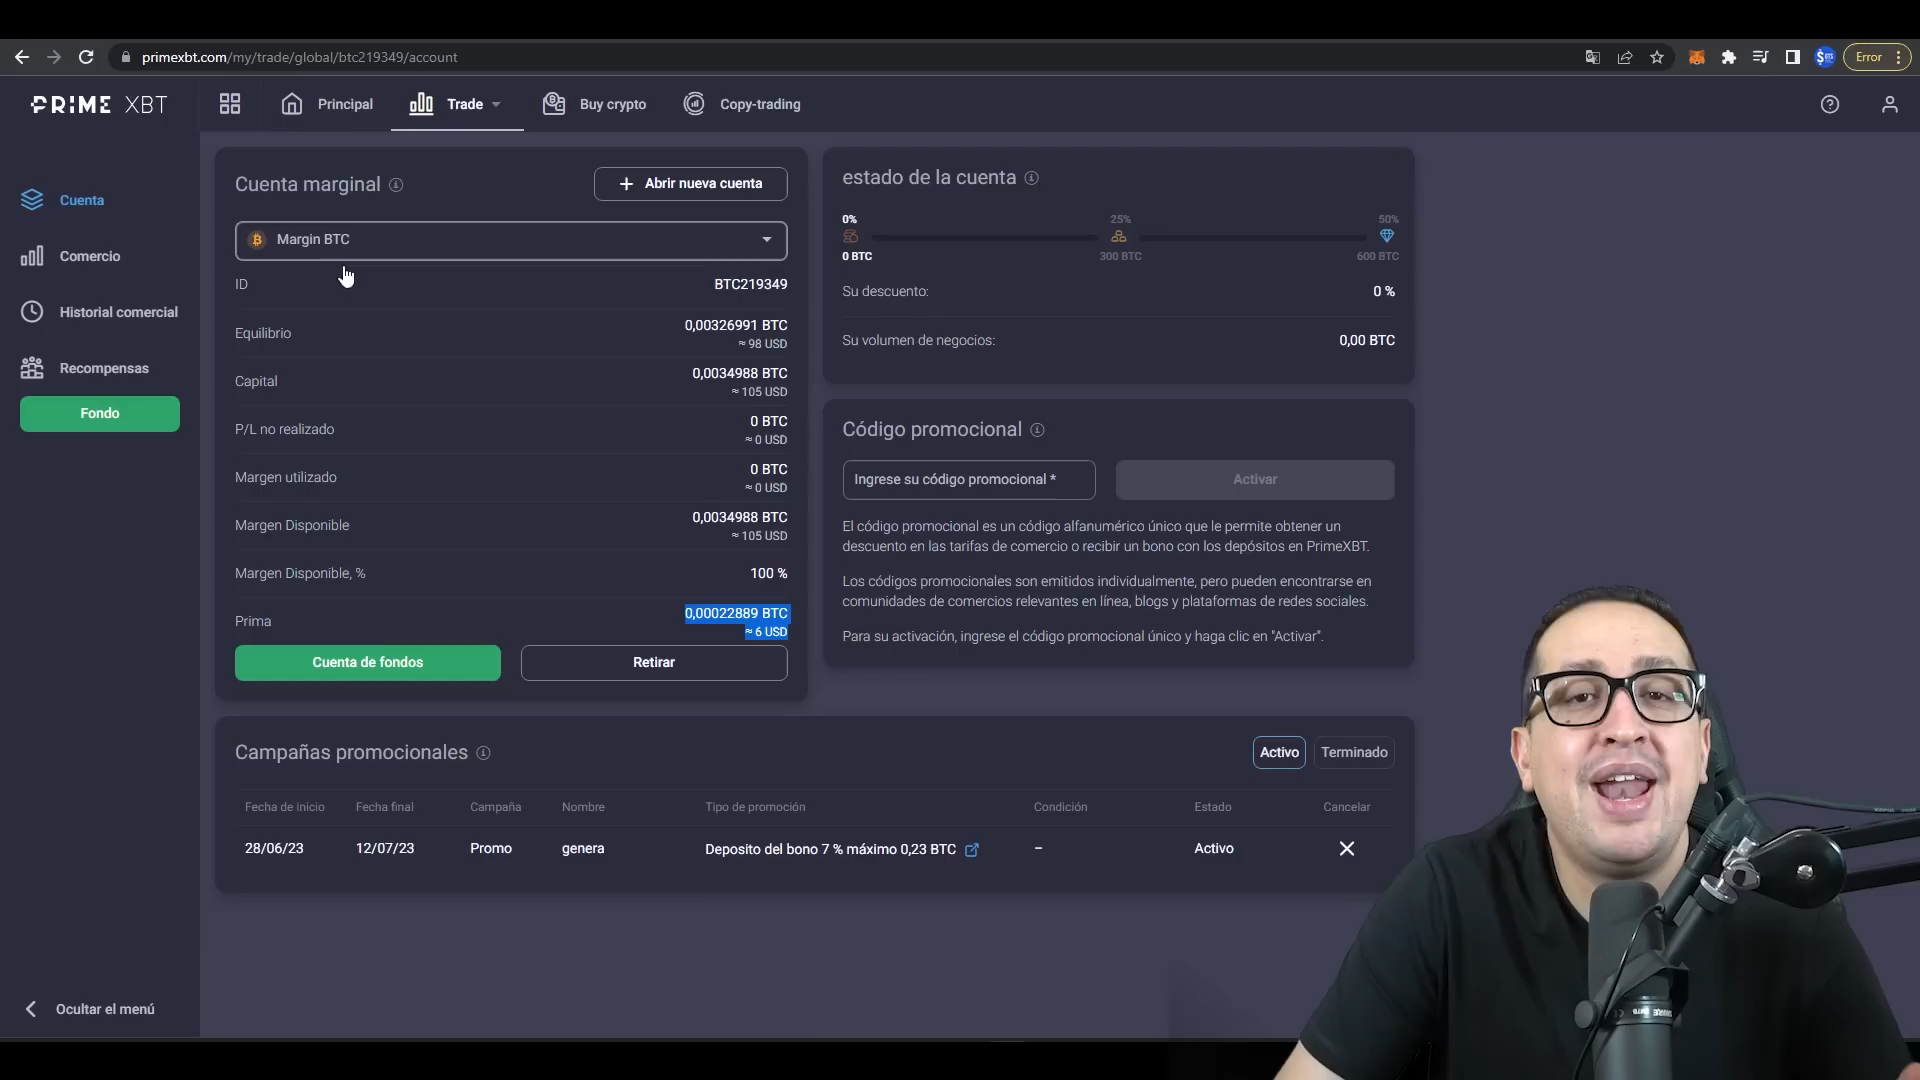 primexbt.com/my/trade/global/btc219349/account
Error
PRIME XBT
Principal
Trade
Buy crypto
Copy-trading
Cuenta
Comercio
Historial comercial
Recompensas
Fondo
Ocultar el menú
Cuenta marginal
+ Abrir nueva cuenta
Margin BTC
ID BTC219349
Equilibrio 0,00326991 BTC
≈ 98 USD
Capital 0,0034988 BTC
≈ 105 USD
P/L no realizado 0 BTC
≈ 0 USD
Margen utilizado 0 BTC
≈ 0 USD
Margen Disponible 0,0034988 BTC
≈ 105 USD
Margen Disponible, % 100 %
Prima 0,00022889 BTC
≈ 6 USD
Cuenta de fondos
Retirar
estado de la cuenta
0% 25% 50%
0 BTC 300 BTC 600 BTC
Su descuento: 0 %
Su volumen de negocios: 0,00 BTC
Código promocional
Ingrese su código promocional *
Activar
El código promocional es un código alfanumérico único que le permite obtener un
descuento en las tarifas de comercio o recibir un bono con los depósitos en PrimeXBT.
Los códigos promocionales son emitidos individualmente, pero pueden encontrarse en
comunidades de comercios relevantes en línea, blogs y plataformas de redes sociales.
Para su activación, ingrese el código promocional único y haga clic en "Activar".
Campañas promocionales
Activo
Terminado
Fecha de inicio Fecha final Campaña Nombre Tipo de promoción Condición Estado Cancelar
28/06/23 12/07/23 Promo genera Deposito del bono 7 % máximo 0,23 BTC – Activo